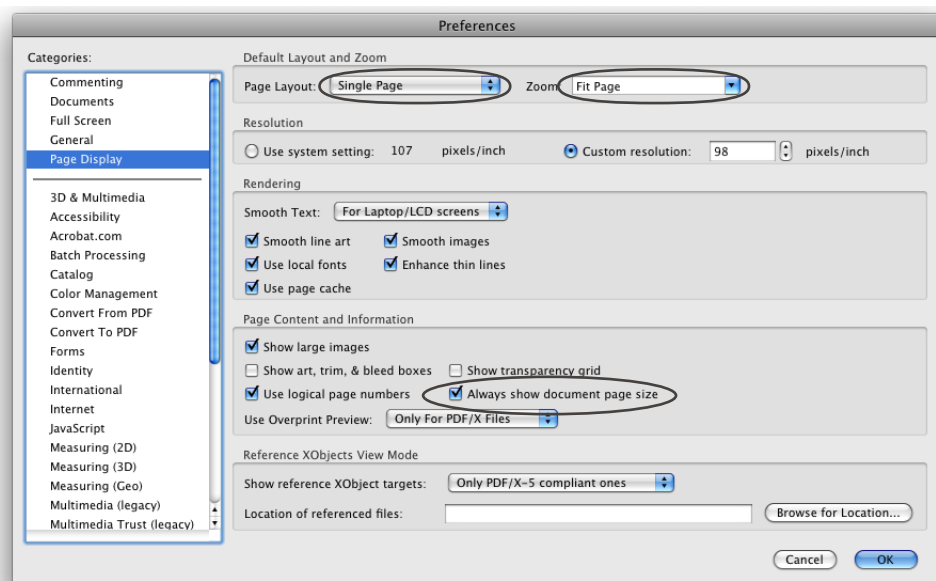 Preferences
Categories:
Commenting
Documents
Full Screen
General
Page Display
3D & Multimedia
Accessibility
Acrobat.com
Batch Processing
Catalog
Color Management
Convert From PDF
Convert To PDF
Forms
Identity
International
Internet
JavaScript
Measuring (2D)
Measuring (3D)
Measuring (Geo)
Multimedia (legacy)
Multimedia Trust (legacy)
Default Layout and Zoom
Page Layout: Single Page Zoom Fit Page
Resolution
Use system setting: 107 pixels/inch Custom resolution: 98 pixels/inch
Rendering
Smooth Text: For Laptop/LCD screens
Smooth line art Smooth images
Use local fonts Enhance thin lines
Use page cache
Page Content and Information
Show large images
Show art, trim, & bleed boxes Show transparency grid
Use logical page numbers Always show document page size
Use Overprint Preview: Only For PDF/X Files
Reference XObjects View Mode
Show reference XObject targets: Only PDF/X-5 compliant ones
Location of referenced files: Browse for Location...
Cancel OK